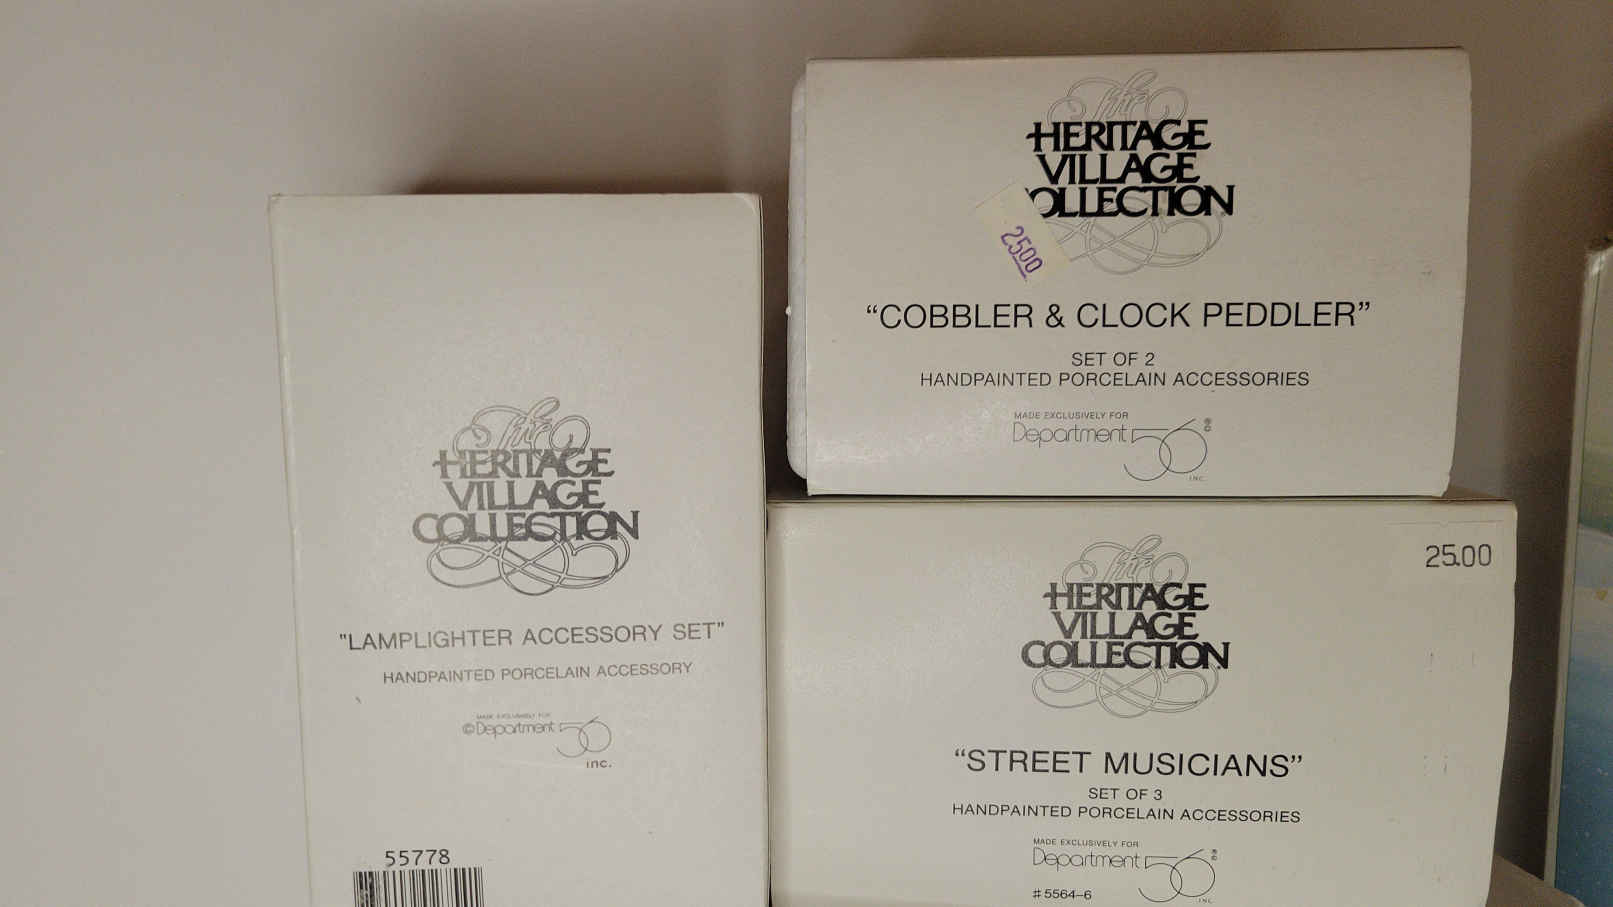 The
HERITAGE
VILLAGE
COLLECTION
"LAMPLIGHTER ACCESSORY SET"
HANDPAINTED PORCELAIN ACCESSORY
MADE EXCLUSIVELY FOR
©Department 56
inc.
55778
The
HERITAGE
VILLAGE
COLLECTION
2500
“COBBLER & CLOCK PEDDLER”
SET OF 2
HANDPAINTED PORCELAIN ACCESSORIES
MADE EXCLUSIVELY FOR
Department 56®
INC.
25.00
The
HERITAGE
VILLAGE
COLLECTION
“STREET MUSICIANS”
SET OF 3
HANDPAINTED PORCELAIN ACCESSORIES
MADE EXCLUSIVELY FOR
Department 56®
INC.
#5564-6